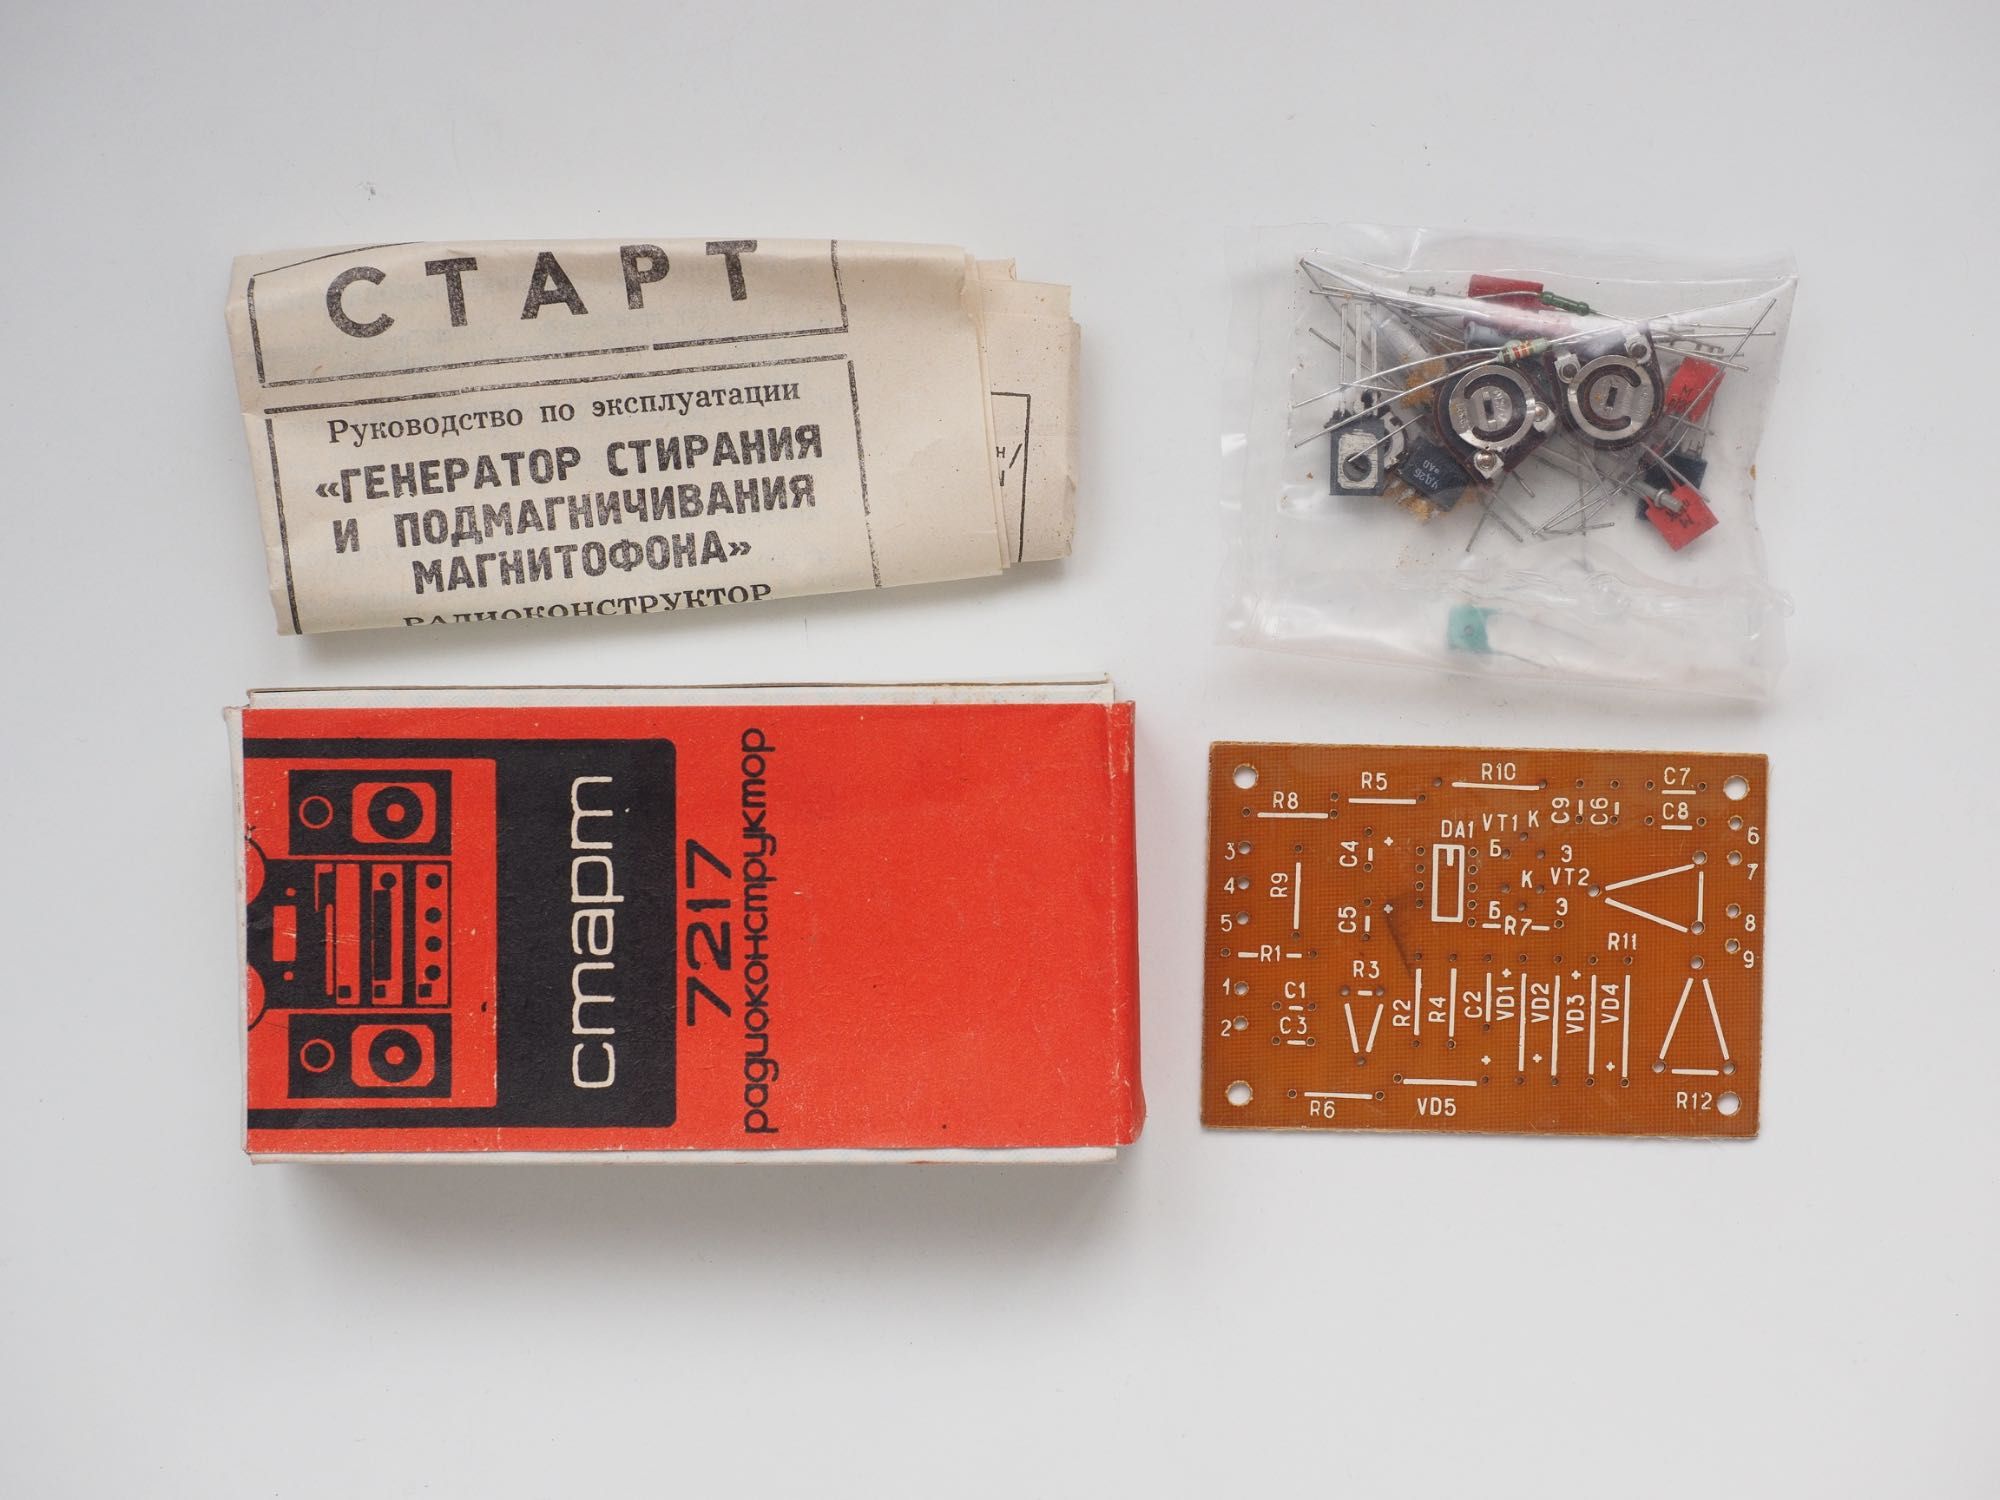 СТАРТ
Руководство по эксплуатации
«ГЕНЕРАТОР СТИРАНИЯ
И ПОДМАГНИЧИВАНИЯ
МАГНИТОФОНА»
РАДИОКОНСТРУКТОР
старт
7217
радиоконструктор
R8
R5
R10
C7
C8
C9
C6
DA1
VT1
К
Б
Э
К
VT2
Б
Э
R7
R11
3
4
5
R9
C4
+
C5
+
6
7
8
9
R1
1
2
C1
C3
R3
R2
R4
C2
+
VD1
+
VD2
+
VD3
+
VD4
+
R6
VD5
R12